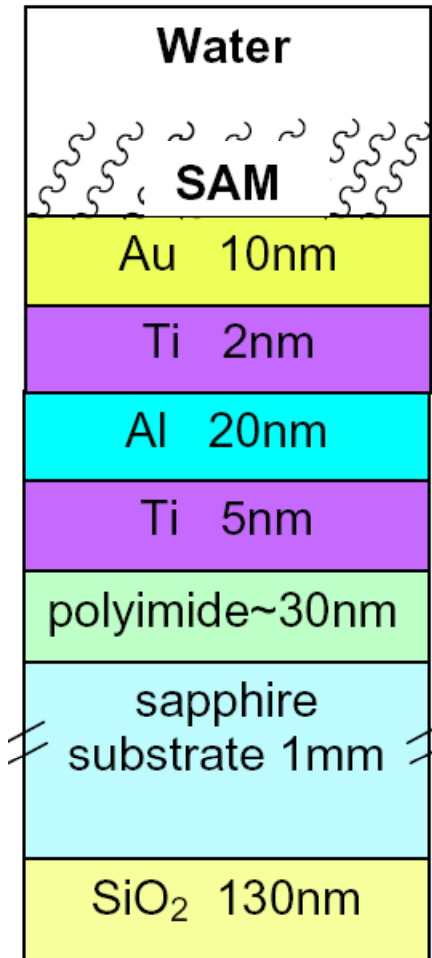 Water
SAM
Au 10nm
Ti 2nm
Al 20nm
Ti 5nm
polyimide~30nm
sapphire
substrate 1mm
SiO₂ 130nm